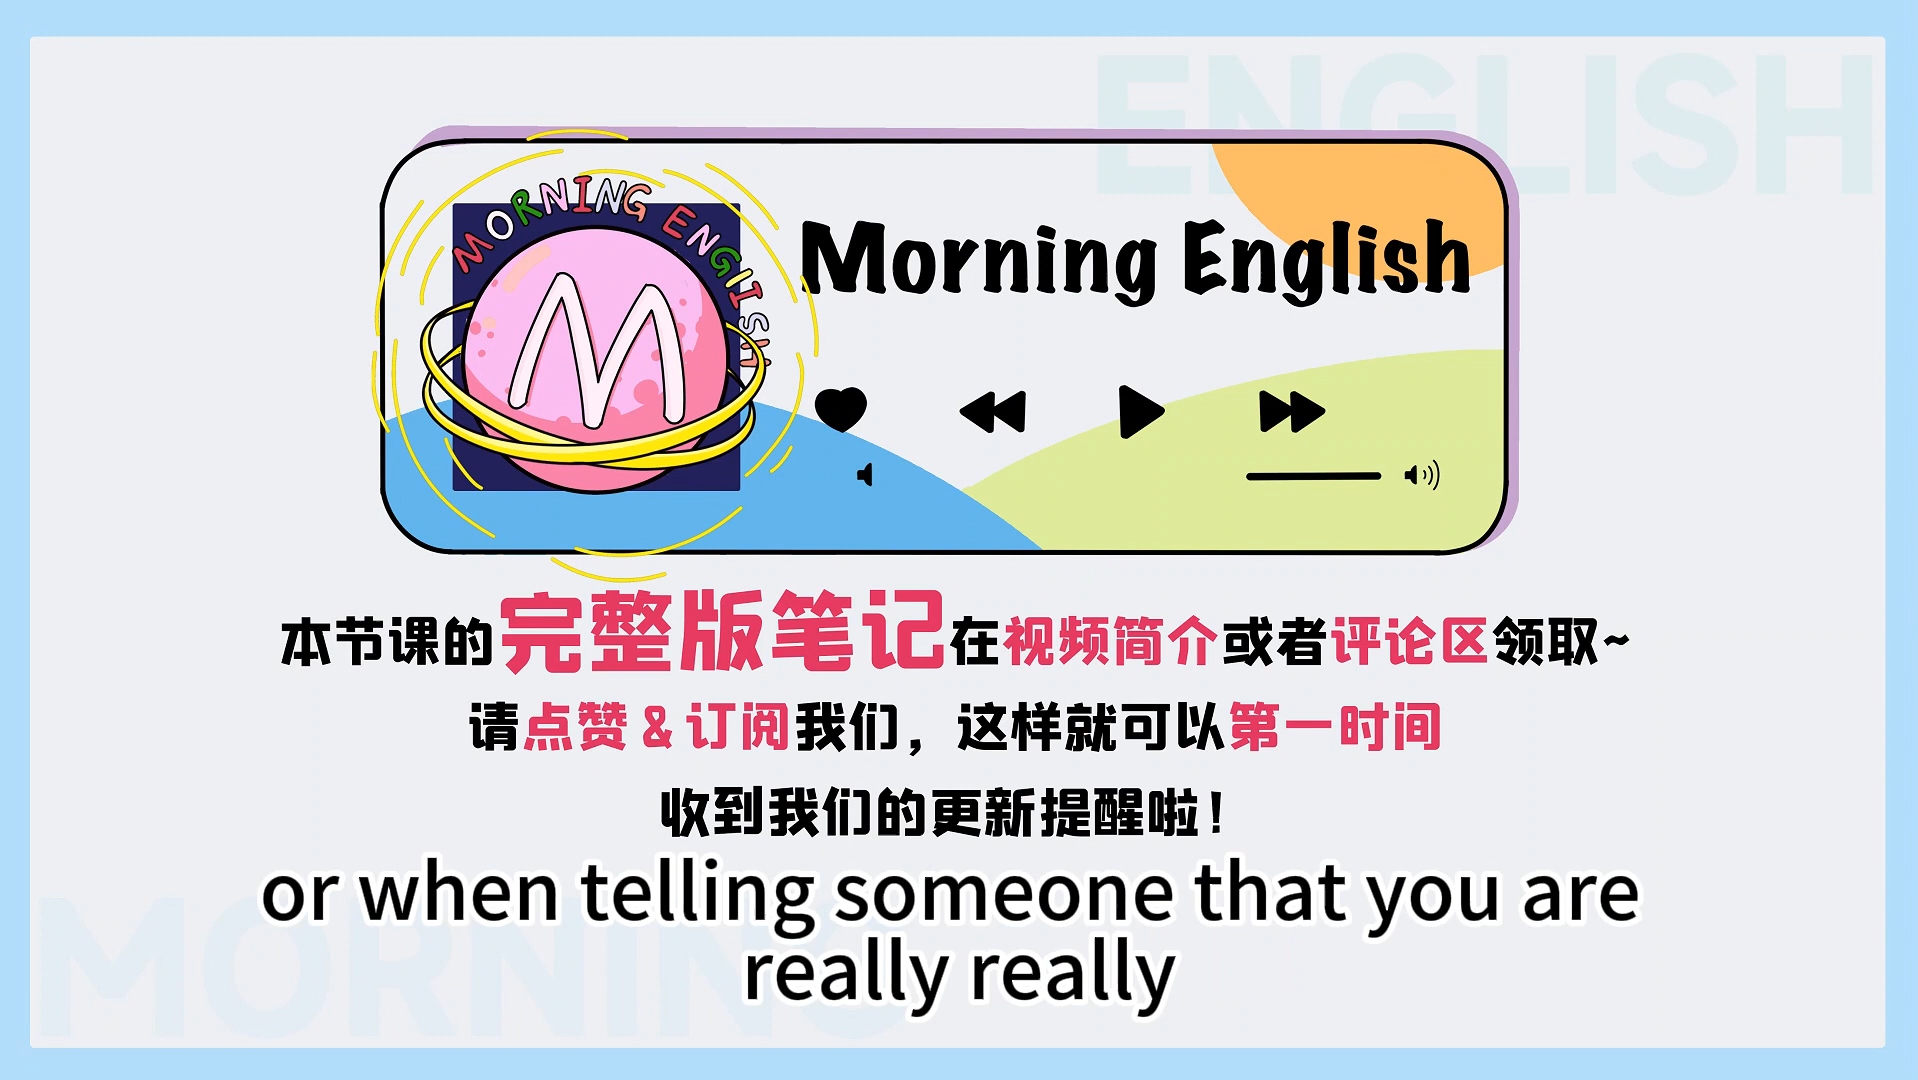 ENGLISH
MORNING ENGlISH
M
Morning English
本节课的完整版笔记在视频简介或者评论区领取~
请点赞&订阅我们，这样就可以第一时间
收到我们的更新提醒啦！
or when telling someone that you are
really really
MORNING